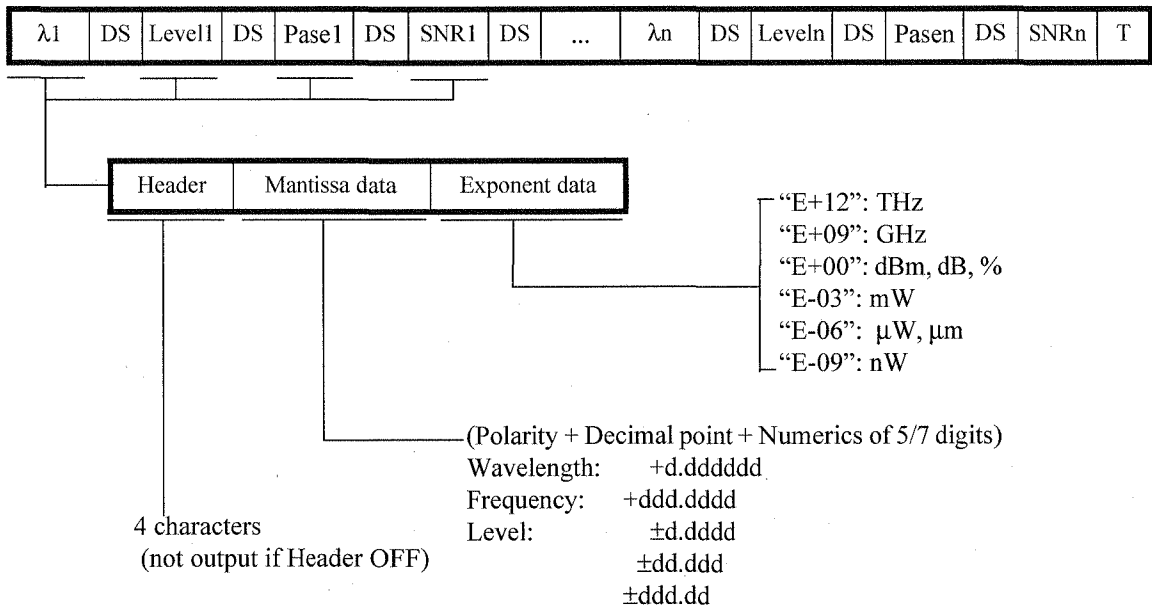 λ1 DS Level1 DS Pase1 DS SNR1 DS ... λn DS Leveln DS Pasen DS SNRn T
Header Mantissa data Exponent data
“E+12”: THz
“E+09”: GHz
“E+00”: dBm, dB, %
“E-03”: mW
“E-06”: μW, μm
“E-09”: nW
(Polarity + Decimal point + Numerics of 5/7 digits)
Wavelength: +d.dddddd
Frequency: +ddd.dddd
Level: ±d.dddd
±dd.ddd
±ddd.dd
4 characters
(not output if Header OFF)